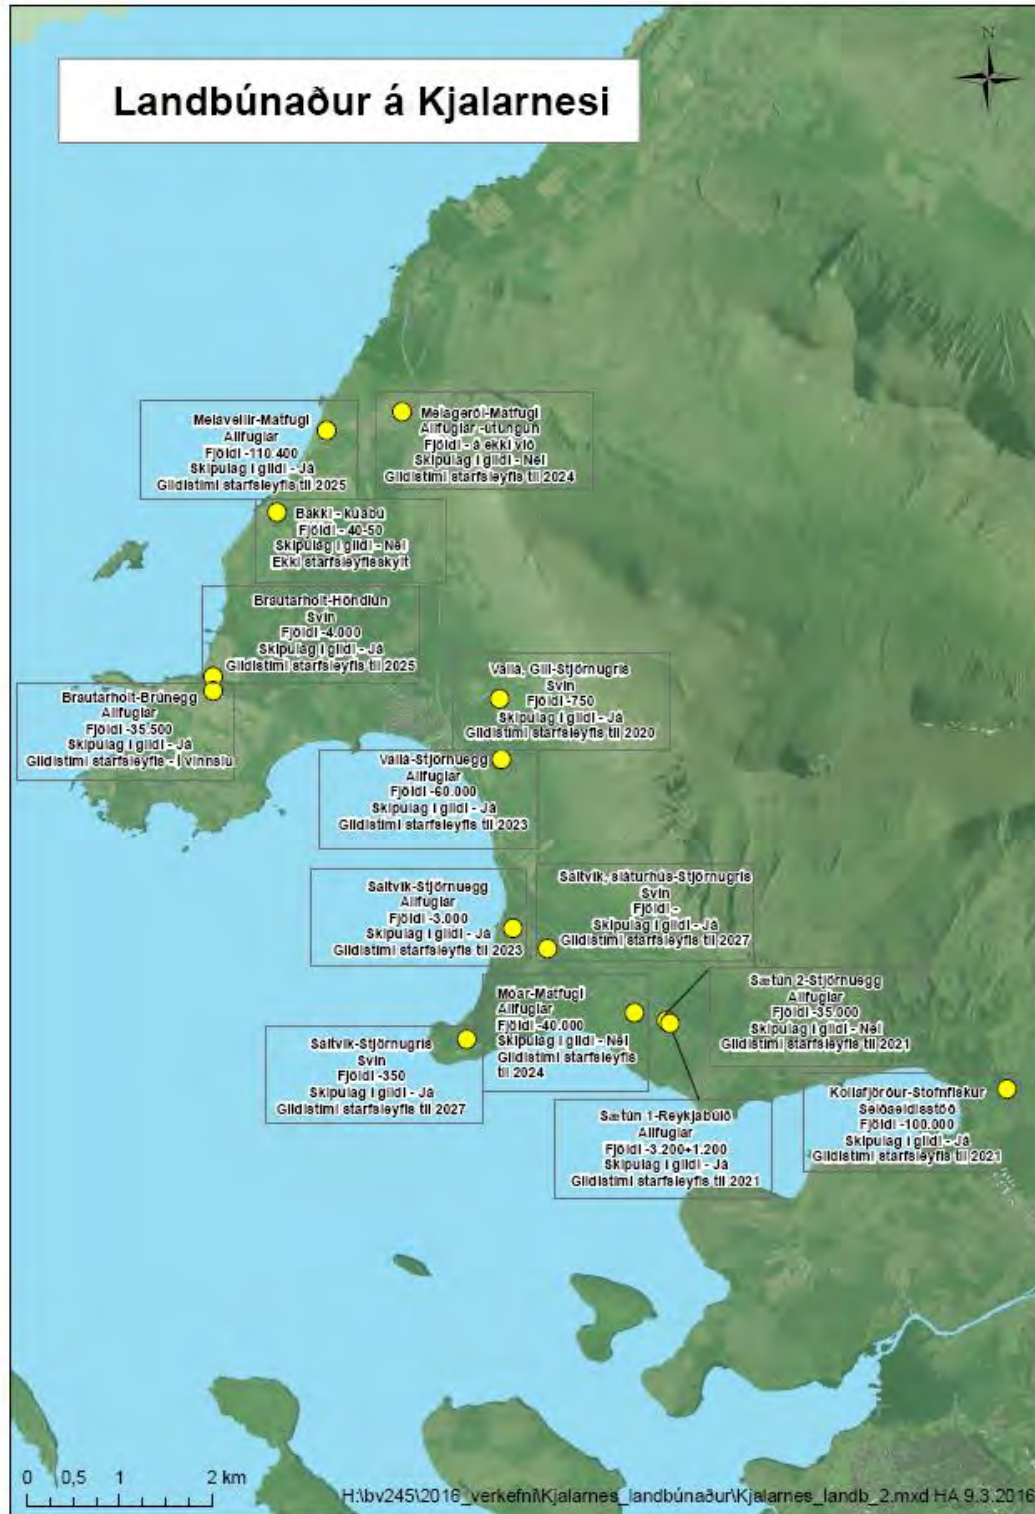 N
Landbúnaður á Kjalarnesi
Melavellir-Matfugl
Alifuglar
Fjöldi -110.400
Skipulag í gildi - Já
Gildistími starfsleyfis til 2025
Melagerði-Matfugl
Alifuglar -útungun
Fjöldi - á ekki við
Skipulag í gildi - Nei
Gildistími starfsleyfis til 2024
Bakki - kúabú
Fjöldi - 40-50
Skipulag í gildi - Nei
Ekki starfsleyfisskylt
Brautarholt-Höndlun
Svín
Fjöldi -4.000
Skipulag í gildi - Já
Gildistími starfsleyfis til 2025
Brautarholt-Brúnegg
Alifuglar
Fjöldi -35.500
Skipulag í gildi - Já
Gildistími starfsleyfis - í vinnslu
Vallá, Gili-Stjörnugrís
Svín
Fjöldi -750
Skipulag í gildi - Já
Gildistími starfsleyfis til 2020
Vallá-Stjörnuegg
Alifuglar
Fjöldi -60.000
Skipulag í gildi - Já
Gildistími starfsleyfis til 2023
Saltvík-Stjörnuegg
Alifuglar
Fjöldi -3.000
Skipulag í gildi - Já
Gildistími starfsleyfis til 2023
Saltvík, sláturhús-Stjörnugrís
Svín
Fjöldi -
Skipulag í gildi - Já
Gildistími starfsleyfis til 2027
Móar-Matfugl
Alifuglar
Fjöldi -40.000
Skipulag í gildi - Nei
Gildistími starfsleyfis
til 2024
Sætún 2-Stjörnuegg
Alifuglar
Fjöldi -35.000
Skipulag í gildi - Nei
Gildistími starfsleyfis til 2021
Saltvík-Stjörnugrís
Svín
Fjöldi -350
Skipulag í gildi - Já
Gildistími starfsleyfis til 2027
Sætún 1-Reykjabúið
Alifuglar
Fjöldi -3.200+1.200
Skipulag í gildi - Já
Gildistími starfsleyfis til 2021
Kollafjörður-Stofnfiskur
Seiðaeldisstöð
Fjöldi -100.000
Skipulag í gildi - Já
Gildistími starfsleyfis til 2021
0 0,5 1 2 km
H:\bv245\2016_verkefni\Kjalarnes_landbúnaður\Kjalarnes_landb_2.mxd HA 9.3.2016